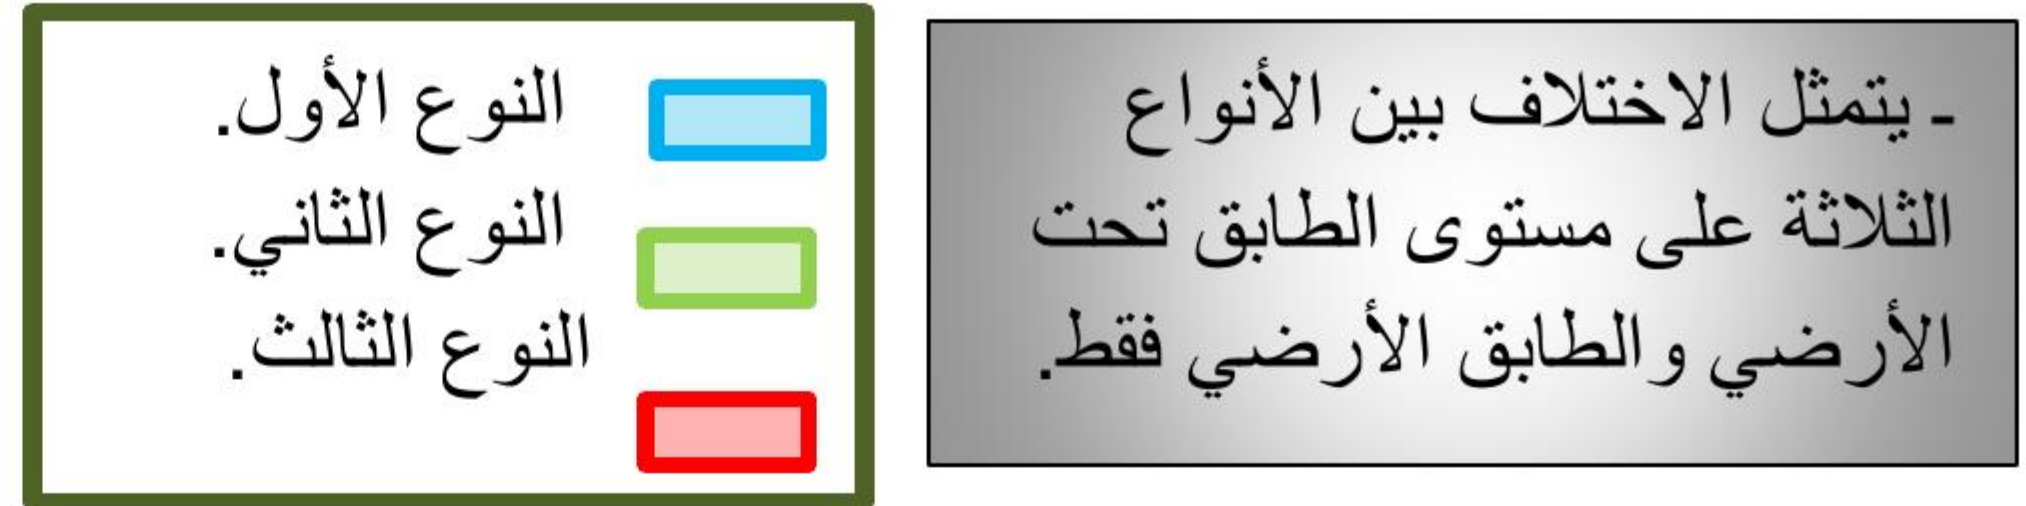 ـ يتمثل الاختلاف بين الأنواع
الثلاثة على مستوى الطابق تحت
الأرضي والطابق الأرضي فقط.
النوع الأول.
النوع الثاني.
النوع الثالث.